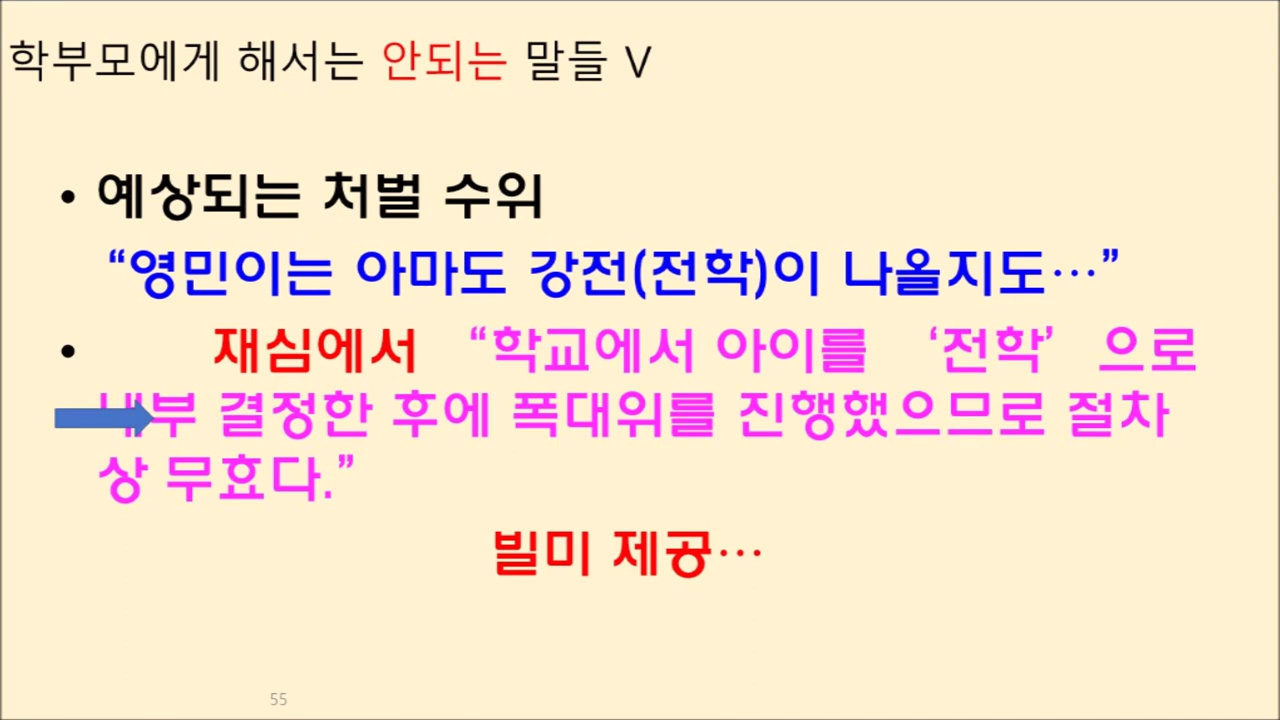 학부모에게 해서는 안되는 말들 V
• 예상되는 처벌 수위
“영민이는 아마도 강전(전학)이 나올지도…”
• 재심에서 “학교에서 아이를 ‘전학’ 으로
내부 결정한 후에 폭대위를 진행했으므로 절차
상 무효다.”
빌미 제공…
55